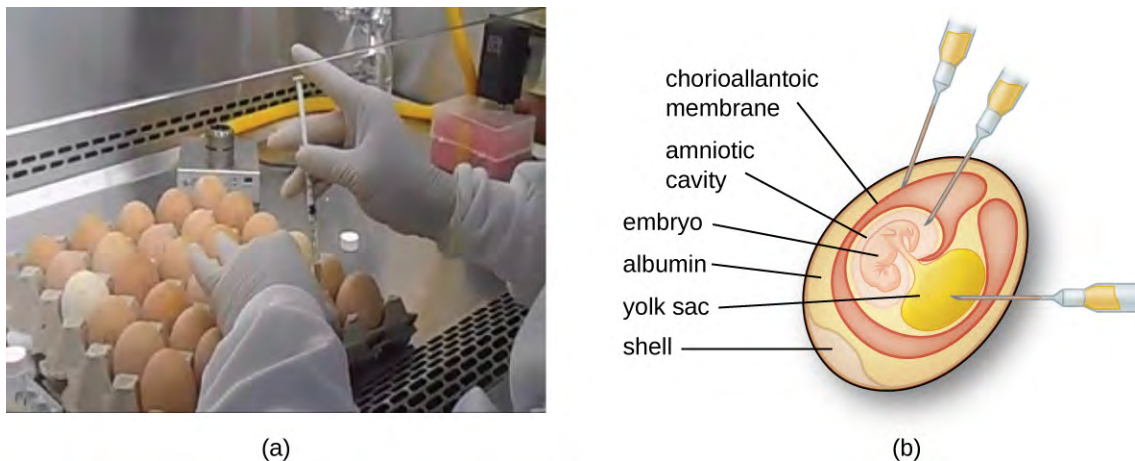 chorioallantoic
membrane
amniotic
cavity
embryo
albumin
yolk sac
shell
(a)
(b)